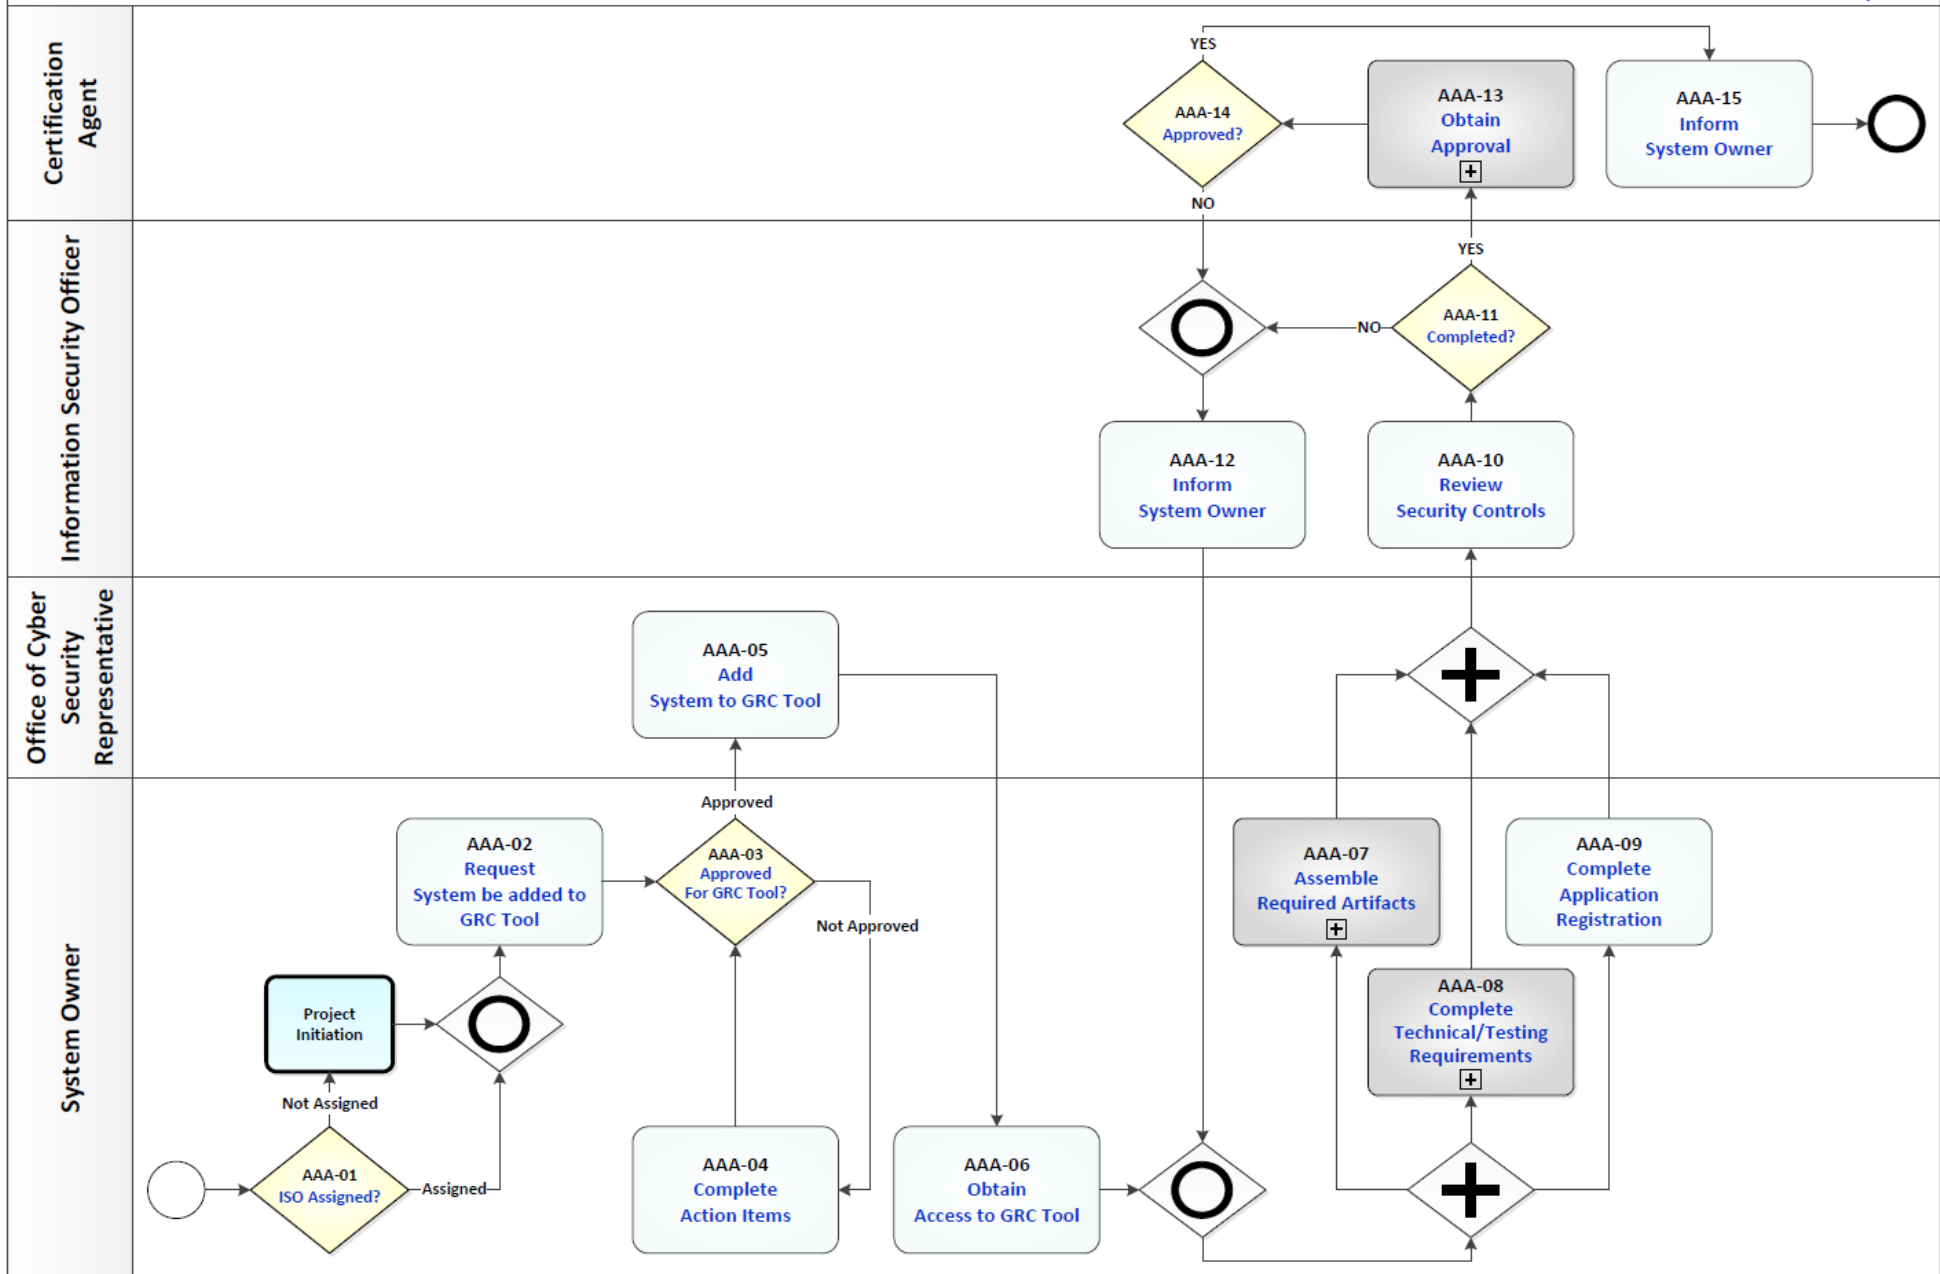 Certification
Agent
YES
AAA-14
Approved?
NO
AAA-13
Obtain
Approval
AAA-15
Inform
System Owner
Information Security Officer
YES
AAA-11
Completed?
NO
AAA-12
Inform
System Owner
AAA-10
Review
Security Controls
Office of Cyber
Security
Representative
AAA-05
Add
System to GRC Tool
System Owner
Approved
AAA-02
Request
System be added to
GRC Tool
AAA-03
Approved
For GRC Tool?
Not Approved
AAA-07
Assemble
Required Artifacts
AAA-09
Complete
Application
Registration
Project
Initiation
AAA-08
Complete
Technical/Testing
Requirements
Not Assigned
AAA-01
ISO Assigned?
Assigned
AAA-04
Complete
Action Items
AAA-06
Obtain
Access to GRC Tool